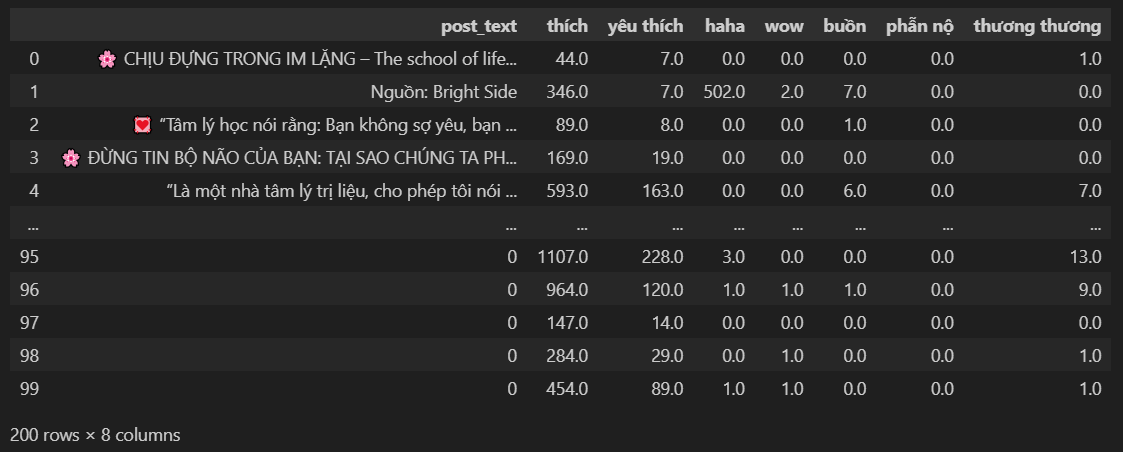 post_text thích yêu thích haha wow buồn phẫn nộ thương thương
0 🌸 CHỊU ĐỰNG TRONG IM LẶNG – The school of life... 44.0 7.0 0.0 0.0 0.0 0.0 1.0
1 Nguồn: Bright Side 346.0 7.0 502.0 2.0 7.0 0.0 0.0
2 💟 “Tâm lý học nói rằng: Bạn không sợ yêu, bạn ... 89.0 8.0 0.0 0.0 1.0 0.0 0.0
3 🌸 ĐỪNG TIN BỘ NÃO CỦA BẠN: TẠI SAO CHÚNG TA PH... 169.0 19.0 0.0 0.0 0.0 0.0 0.0
4 “Là một nhà tâm lý trị liệu, cho phép tôi nói ... 593.0 163.0 0.0 0.0 6.0 0.0 7.0
... ... ... ... ... ... ... ... ...
95 0 1107.0 228.0 3.0 0.0 0.0 0.0 13.0
96 0 964.0 120.0 1.0 1.0 1.0 0.0 9.0
97 0 147.0 14.0 0.0 0.0 0.0 0.0 0.0
98 0 284.0 29.0 0.0 1.0 0.0 0.0 1.0
99 0 454.0 89.0 1.0 1.0 0.0 0.0 1.0
200 rows × 8 columns